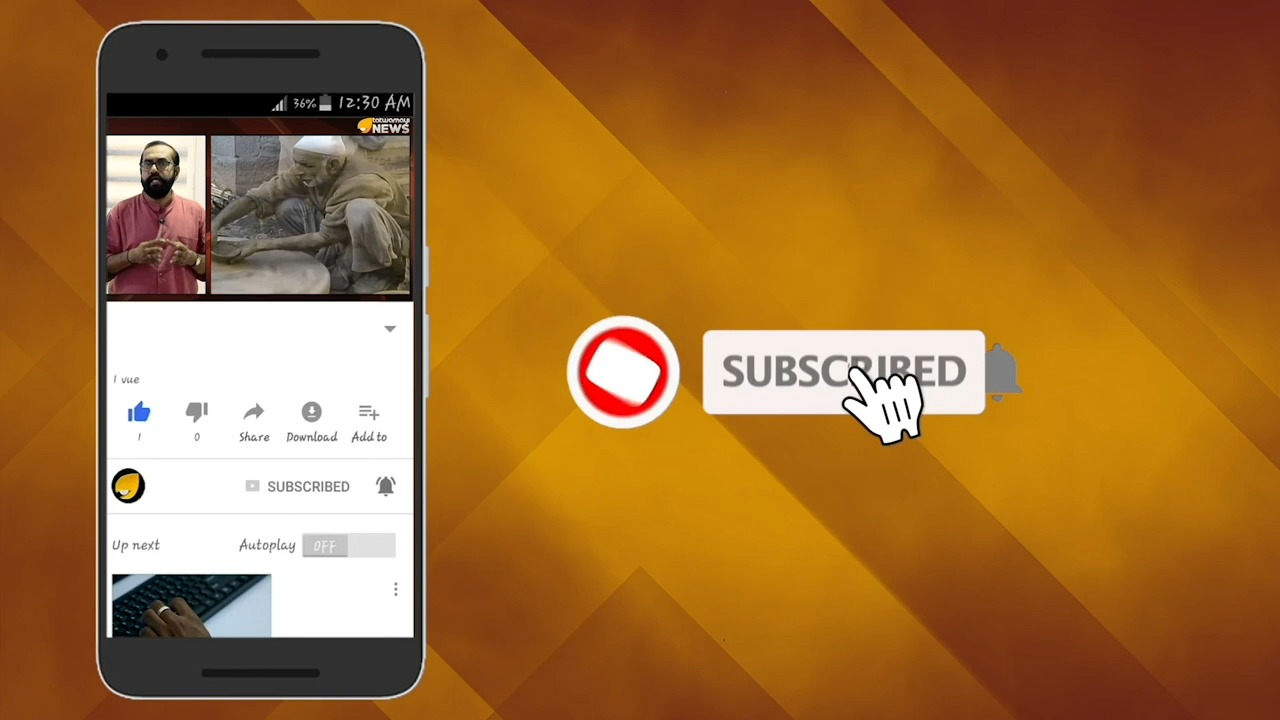 36% 12:30 AM
tatwamayi
NEWS
1 vue
1
0
Share
Download
Add to
SUBSCRIBED
Up next
Autoplay
OFF
SUBSCRIBED